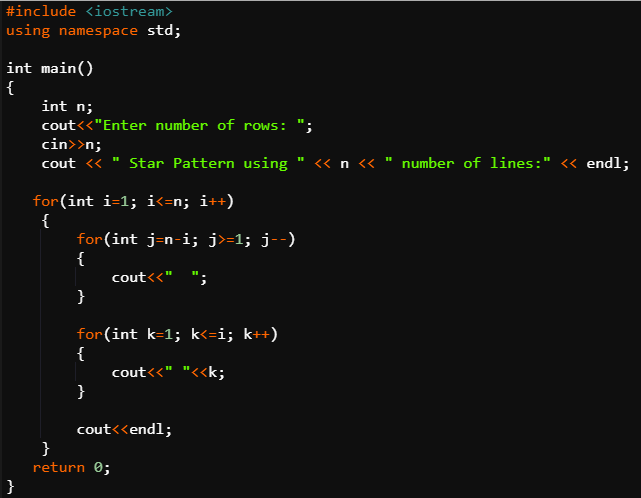 #include <iostream>
using namespace std;

int main()
{
    int n;
    cout<<"Enter number of rows: ";
    cin>>n;
    cout << " Star Pattern using " << n << " number of lines:" << endl;

   for(int i=1; i<=n; i++)
    {
        for(int j=n-i; j>=1; j--)
        {
            cout<<"  ";
        }

        for(int k=1; k<=i; k++)
        {
            cout<<" "<<k;
        }

        cout<<endl;
    }
   return 0;
}